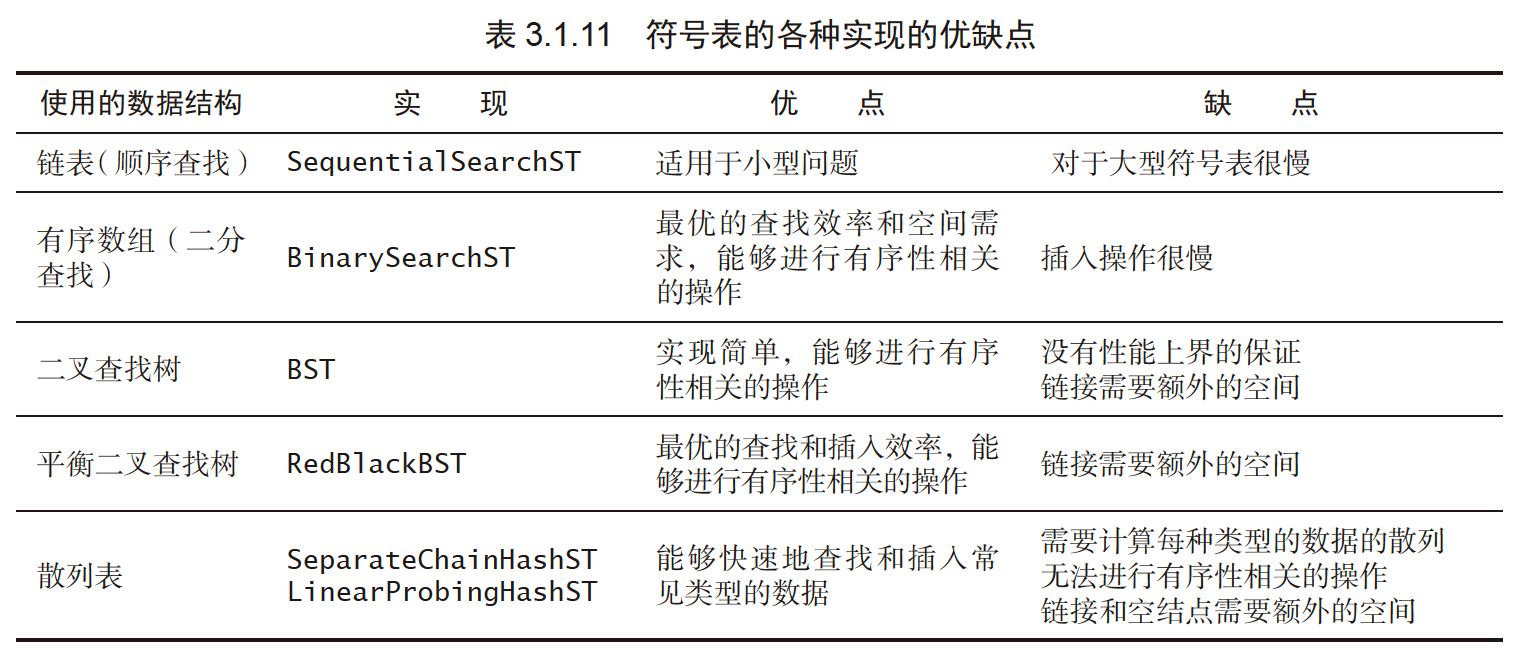 表 3.1.11 符号表的各种实现的优缺点
使用的数据结构 实 现 优 点 缺 点
链表（顺序查找） SequentialSearchST 适用于小型问题 对于大型符号表很慢
有序数组（二分
查找）
BinarySearchST
最优的查找效率和空间需
求，能够进行有序性相关
的操作
插入操作很慢
二叉查找树
BST
实现简单，能够进行有序
性相关的操作
没有性能上界的保证
链接需要额外的空间
平衡二叉查找树
RedBlackBST
最优的查找和插入效率，能
够进行有序性相关的操作
链接需要额外的空间
散列表
SeparateChainHashST
LinearProbingHashST
能够快速地查找和插入常
见类型的数据
需要计算每种类型的数据的散列
无法进行有序性相关的操作
链接和空结点需要额外的空间